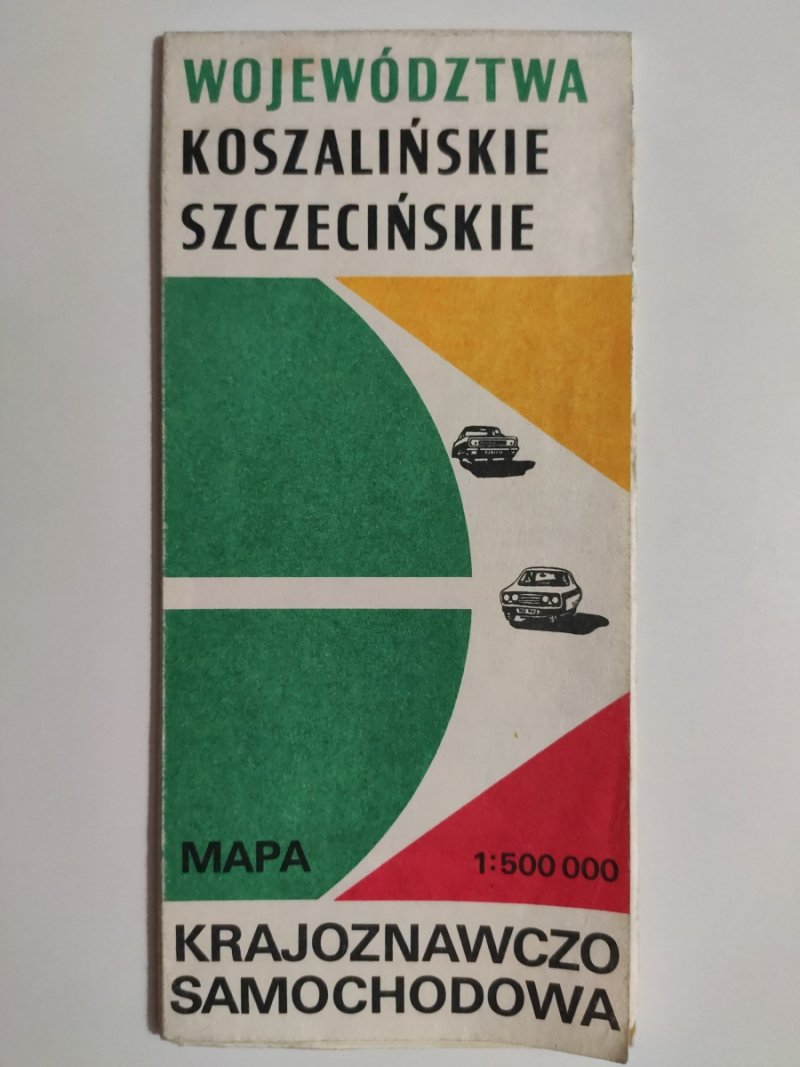 WOJEWÓDZTWA
KOSZALIŃSKIE
SZCZECIŃSKIE
MAPA 1:500 000
KRAJOZNAWCZO
SAMOCHODOWA